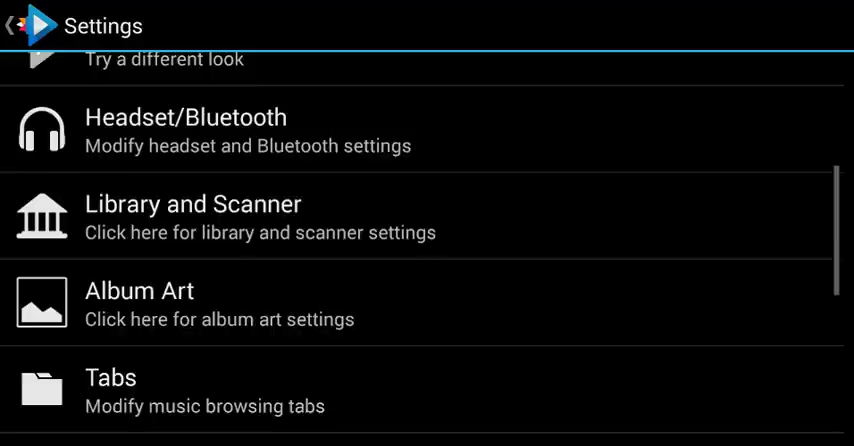 Settings
Try a different look
Headset/Bluetooth
Modify headset and Bluetooth settings
Library and Scanner
Click here for library and scanner settings
Album Art
Click here for album art settings
Tabs
Modify music browsing tabs